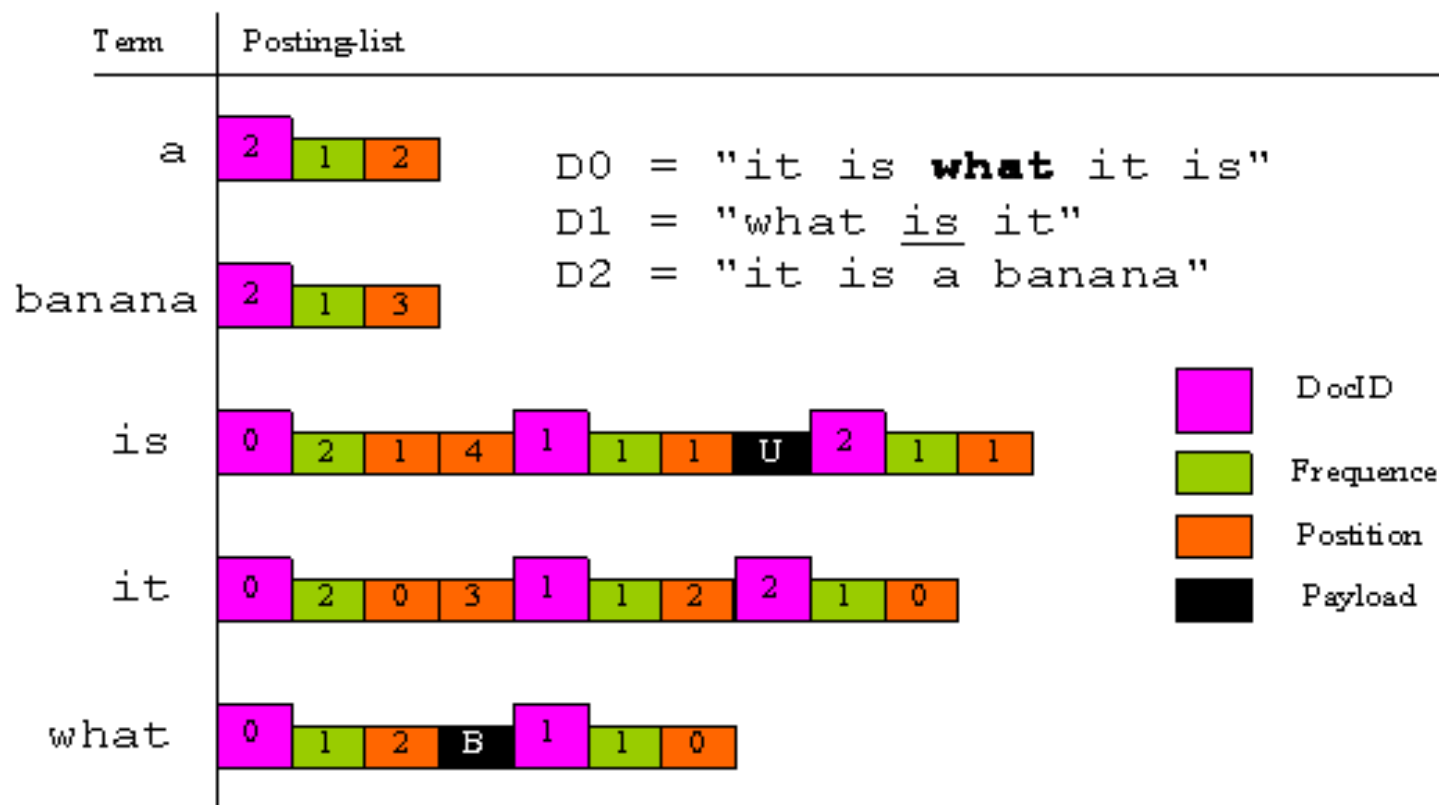 Term Posting-list
a 2 1 2
D0 = "it is what it is"
D1 = "what is it"
D2 = "it is a banana"
banana 2 1 3
is 0 2 1 4 1 1 1 U 2 1 1
it 0 2 0 3 1 1 2 2 1 0
what 0 1 2 B 1 1 0
DocID
Frequence
Postition
Payload